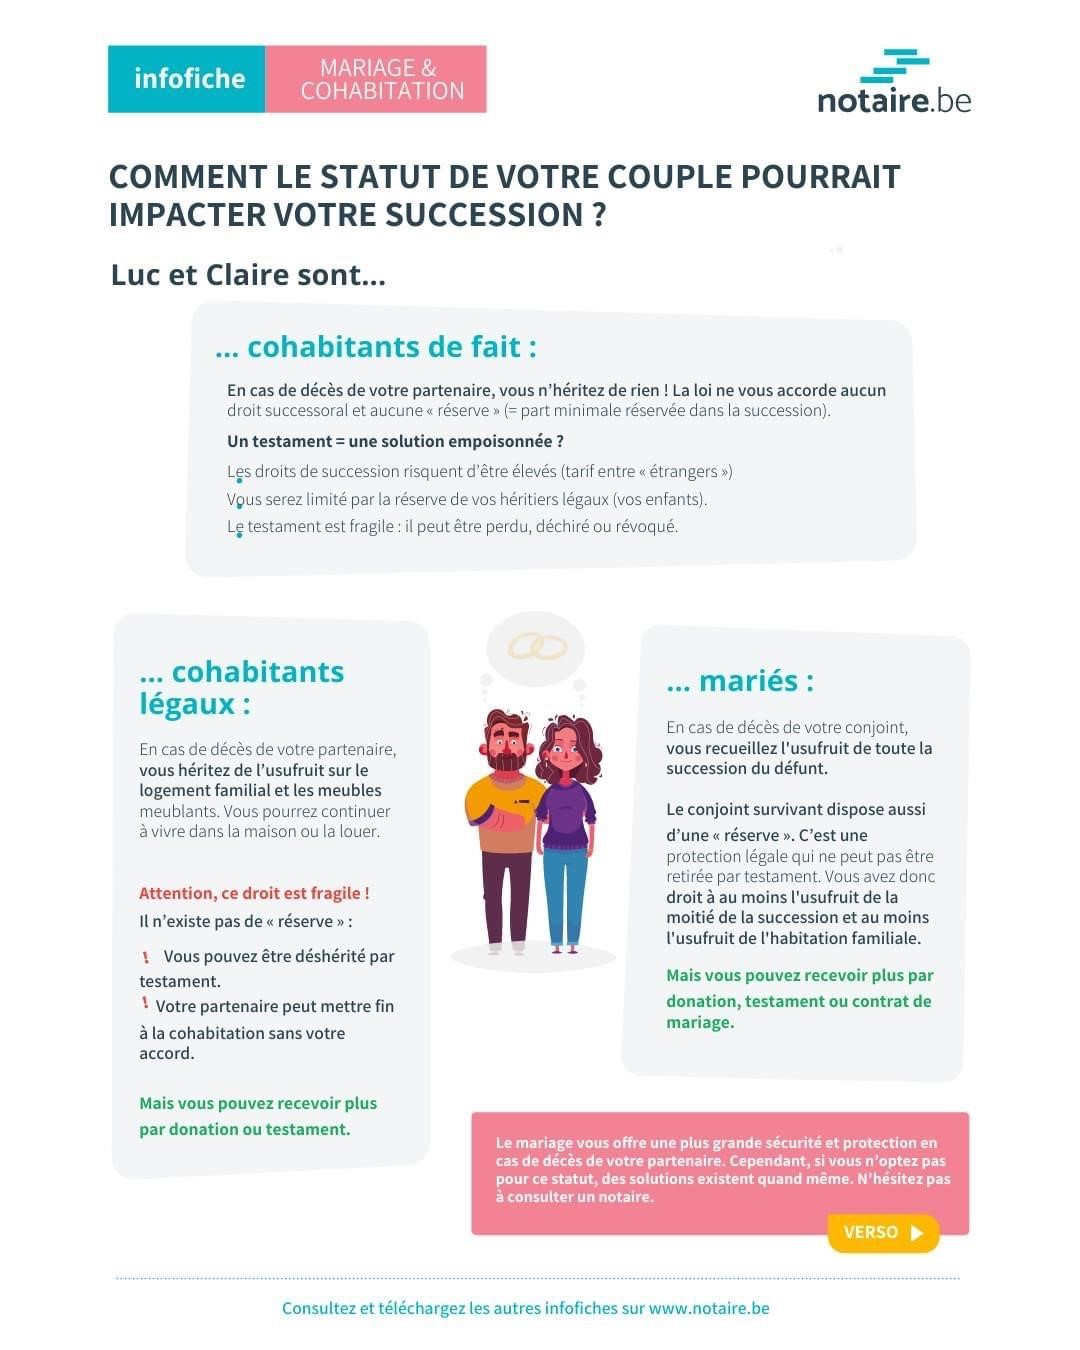 infofiche
MARIAGE &
COHABITATION
notaire.be
COMMENT LE STATUT DE VOTRE COUPLE POURRAIT
IMPACTER VOTRE SUCCESSION ?
Luc et Claire sont...
... cohabitants de fait :
En cas de décès de votre partenaire, vous n’héritez de rien ! La loi ne vous accorde aucun
droit successoral et aucune « réserve » (= part minimale réservée dans la succession).
Un testament = une solution empoisonnée ?
Les droits de succession risquent d’être élevés (tarif entre « étrangers »)
Vous serez limité par la réserve de vos héritiers légaux (vos enfants).
Le testament est fragile : il peut être perdu, déchiré ou révoqué.
... cohabitants
légaux :
En cas de décès de votre partenaire,
vous héritez de l’usufruit sur le
logement familial et les meubles
meublants. Vous pourrez continuer
à vivre dans la maison ou la louer.
Attention, ce droit est fragile !
Il n’existe pas de « réserve » :
! Vous pouvez être déshérité par
testament.
! Votre partenaire peut mettre fin
à la cohabitation sans votre
accord.
Mais vous pouvez recevoir plus
par donation ou testament.
... mariés :
En cas de décès de votre conjoint,
vous recueillez l'usufruit de toute la
succession du défunt.
Le conjoint survivant dispose aussi
d’une « réserve ». C’est une
protection légale qui ne peut pas être
retirée par testament. Vous avez donc
droit à au moins l'usufruit de la
moitié de la succession et au moins
l'usufruit de l'habitation familiale.
Mais vous pouvez recevoir plus par
donation, testament ou contrat de
mariage.
Le mariage vous offre une plus grande sécurité et protection en
cas de décès de votre partenaire. Cependant, si vous n’optez pas
pour ce statut, des solutions existent quand même. N'hésitez pas
à consulter un notaire.
VERSO
Consultez et téléchargez les autres infofiches sur www.notaire.be